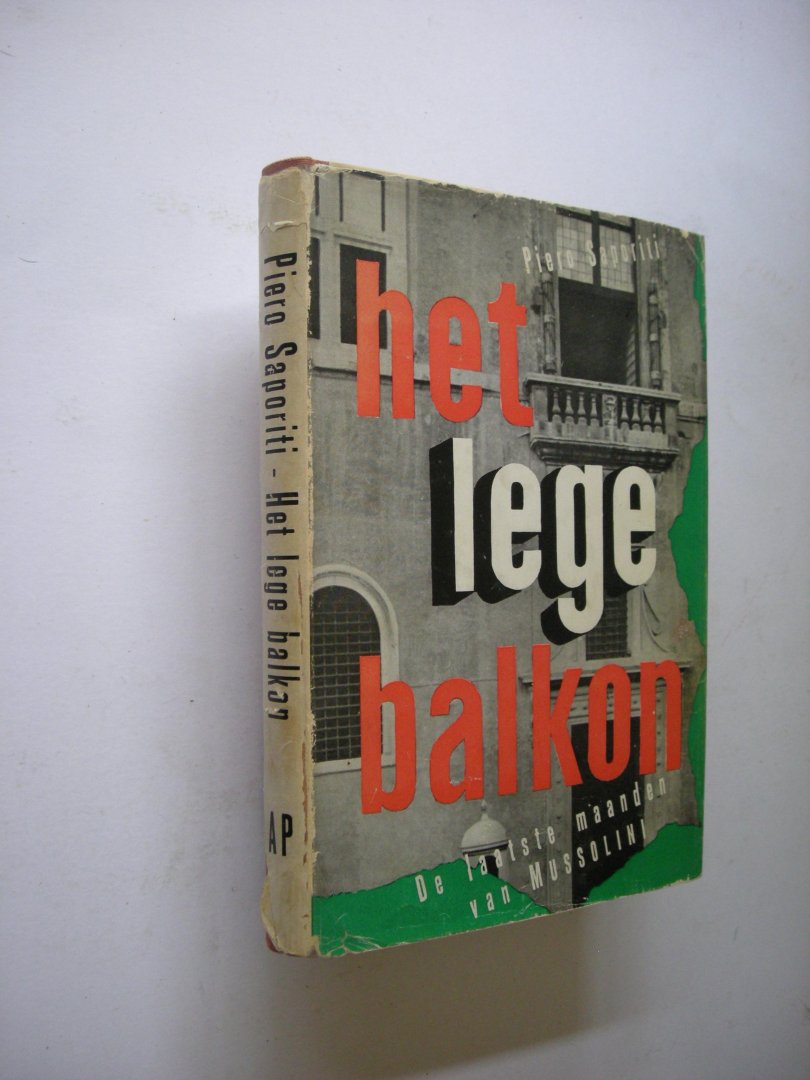 Piero Saporiti - Het lege balkon
AP
Piero Saporiti
het
lege
balkon
De laatste maanden
van MUSSOLINI